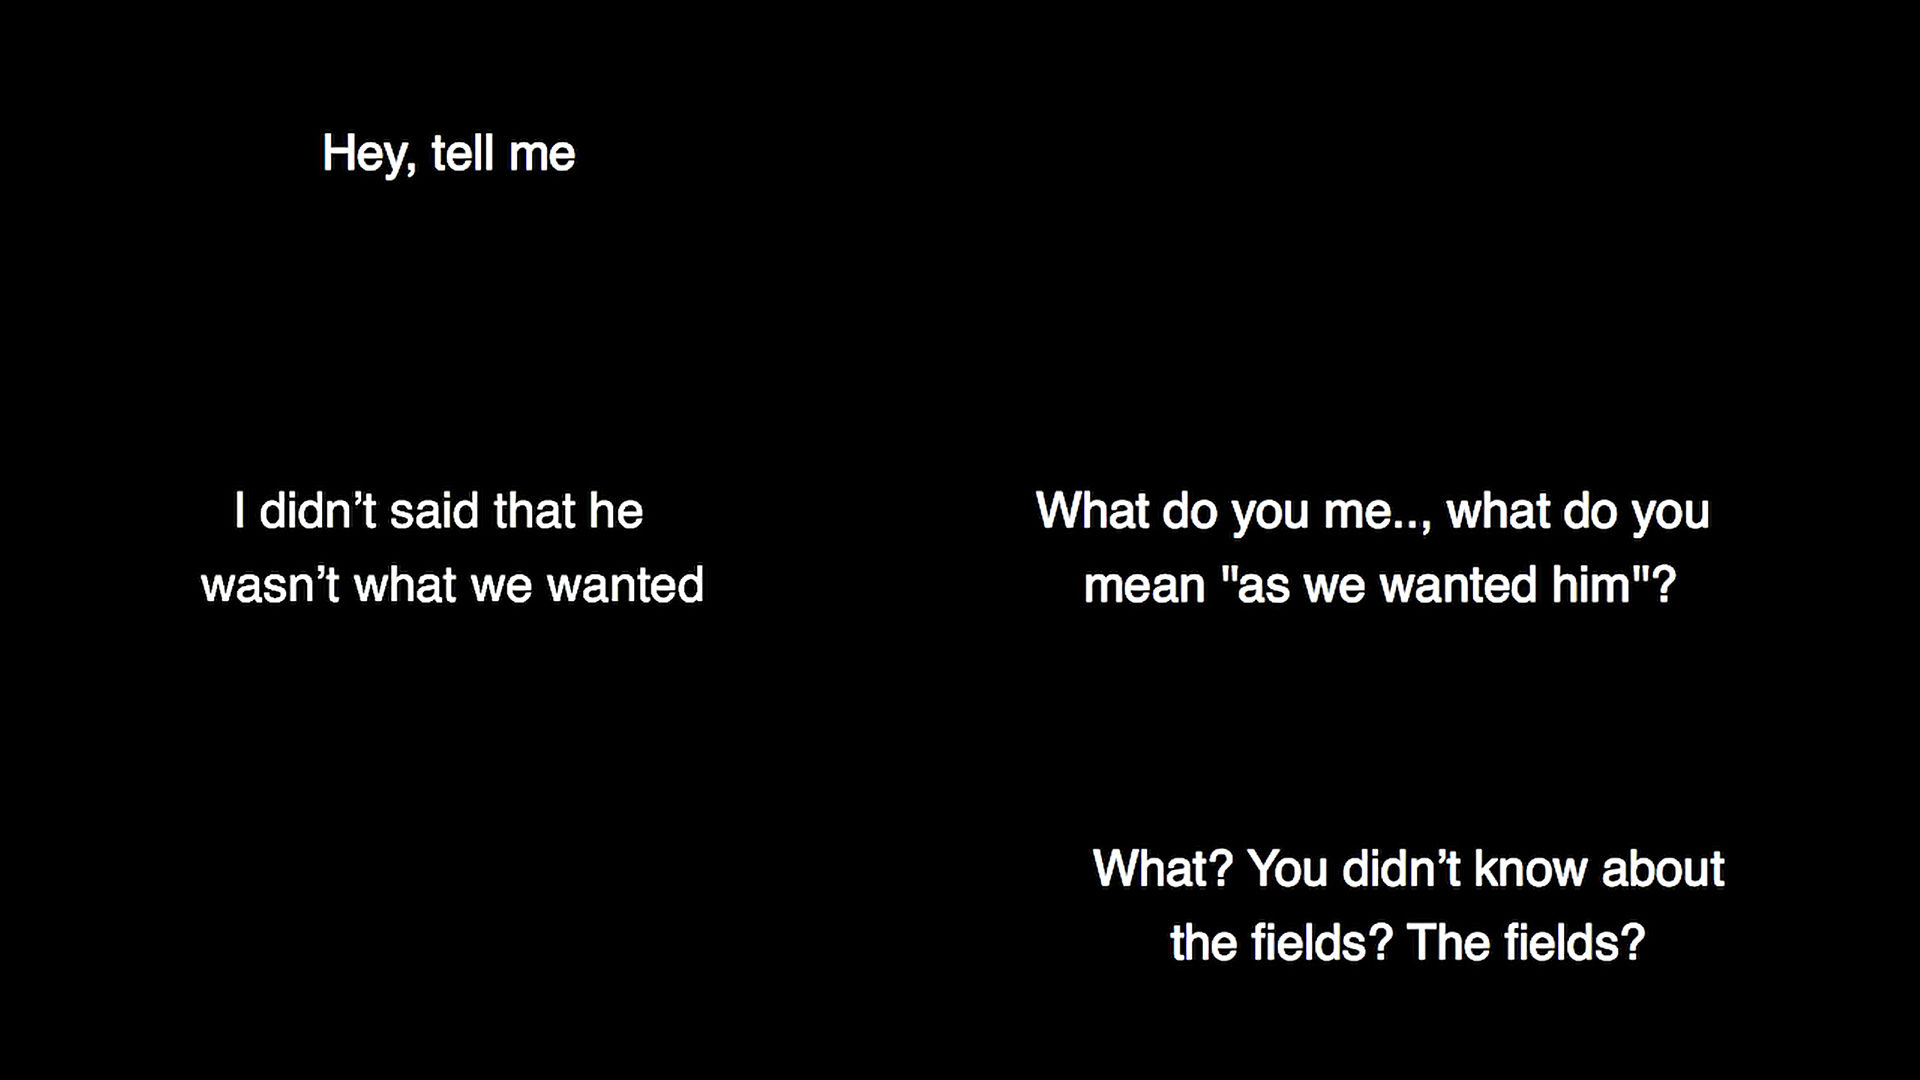 Hey, tell me
I didn’t said that he
wasn’t what we wanted
What do you me.., what do you
mean "as we wanted him"?
What? You didn’t know about
the fields? The fields?